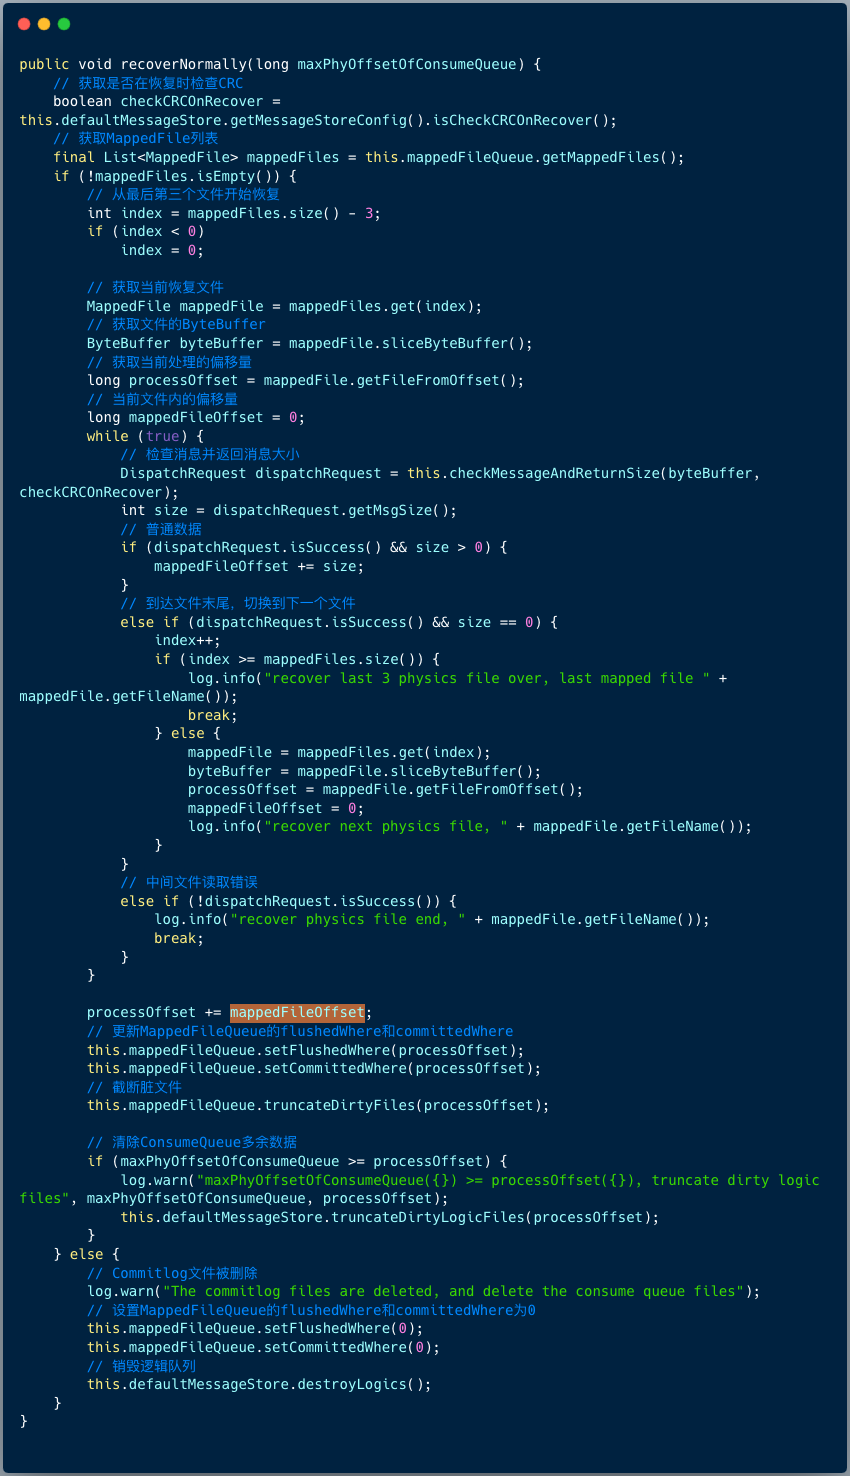 public void recoverNormally(long maxPhyOffsetOfConsumeQueue) {
    // 获取是否在恢复时检查CRC
    boolean checkCRCOnRecover =
this.defaultMessageStore.getMessageStoreConfig().isCheckCRCOnRecover();
    // 获取MappedFile列表
    final List<MappedFile> mappedFiles = this.mappedFileQueue.getMappedFiles();
    if (!mappedFiles.isEmpty()) {
        // 从最后第三个文件开始恢复
        int index = mappedFiles.size() - 3;
        if (index < 0)
            index = 0;

        // 获取当前恢复文件
        MappedFile mappedFile = mappedFiles.get(index);
        // 获取文件的ByteBuffer
        ByteBuffer byteBuffer = mappedFile.sliceByteBuffer();
        // 获取当前处理的偏移量
        long processOffset = mappedFile.getFileFromOffset();
        // 当前文件内的偏移量
        long mappedFileOffset = 0;
        while (true) {
            // 检查消息并返回消息大小
            DispatchRequest dispatchRequest = this.checkMessageAndReturnSize(byteBuffer,
checkCRCOnRecover);
            int size = dispatchRequest.getMsgSize();
            // 普通数据
            if (dispatchRequest.isSuccess() && size > 0) {
                mappedFileOffset += size;
            }
            // 到达文件末尾，切换到下一个文件
            else if (dispatchRequest.isSuccess() && size == 0) {
                index++;
                if (index >= mappedFiles.size()) {
                    log.info("recover last 3 physics file over, last mapped file " +
mappedFile.getFileName());
                    break;
                } else {
                    mappedFile = mappedFiles.get(index);
                    byteBuffer = mappedFile.sliceByteBuffer();
                    processOffset = mappedFile.getFileFromOffset();
                    mappedFileOffset = 0;
                    log.info("recover next physics file, " + mappedFile.getFileName());
                }
            }
            // 中间文件读取错误
            else if (!dispatchRequest.isSuccess()) {
                log.info("recover physics file end, " + mappedFile.getFileName());
                break;
            }
        }

        processOffset += mappedFileOffset;
        // 更新MappedFileQueue的flushedWhere和committedWhere
        this.mappedFileQueue.setFlushedWhere(processOffset);
        this.mappedFileQueue.setCommittedWhere(processOffset);
        // 截断脏文件
        this.mappedFileQueue.truncateDirtyFiles(processOffset);

        // 清除ConsumeQueue多余数据
        if (maxPhyOffsetOfConsumeQueue >= processOffset) {
            log.warn("maxPhyOffsetOfConsumeQueue({}) >= processOffset({}), truncate dirty logic
files", maxPhyOffsetOfConsumeQueue, processOffset);
            this.defaultMessageStore.truncateDirtyLogicFiles(processOffset);
        }
    } else {
        // Commitlog文件被删除
        log.warn("The commitlog files are deleted, and delete the consume queue files");
        // 设置MappedFileQueue的flushedWhere和committedWhere为0
        this.mappedFileQueue.setFlushedWhere(0);
        this.mappedFileQueue.setCommittedWhere(0);
        // 销毁逻辑队列
        this.defaultMessageStore.destroyLogics();
    }
}